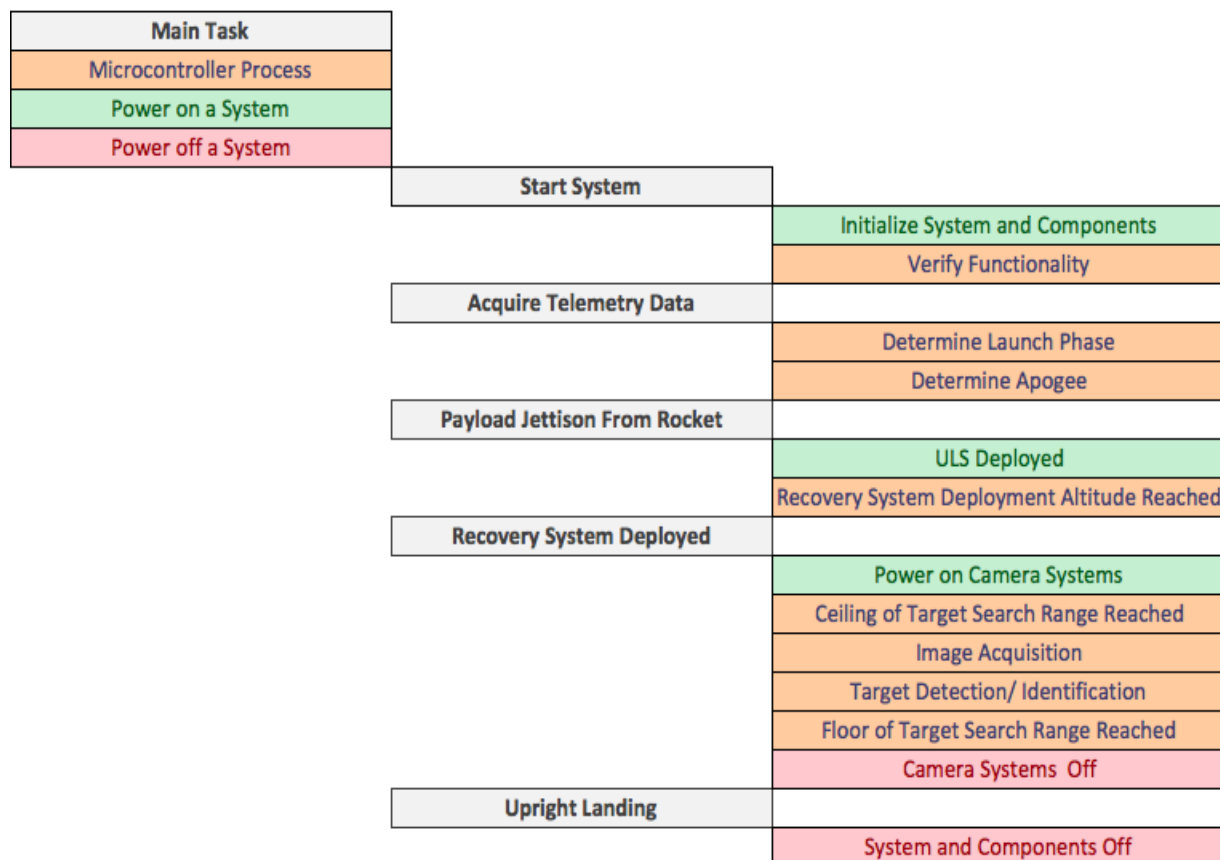 Main Task
Microcontroller Process
Power on a System
Power off a System
Start System
Initialize System and Components
Verify Functionality
Acquire Telemetry Data
Determine Launch Phase
Determine Apogee
Payload Jettison From Rocket
ULS Deployed
Recovery System Deployment Altitude Reached
Recovery System Deployed
Power on Camera Systems
Ceiling of Target Search Range Reached
Image Acquisition
Target Detection/ Identification
Floor of Target Search Range Reached
Camera Systems  Off
Upright Landing
System and Components Off